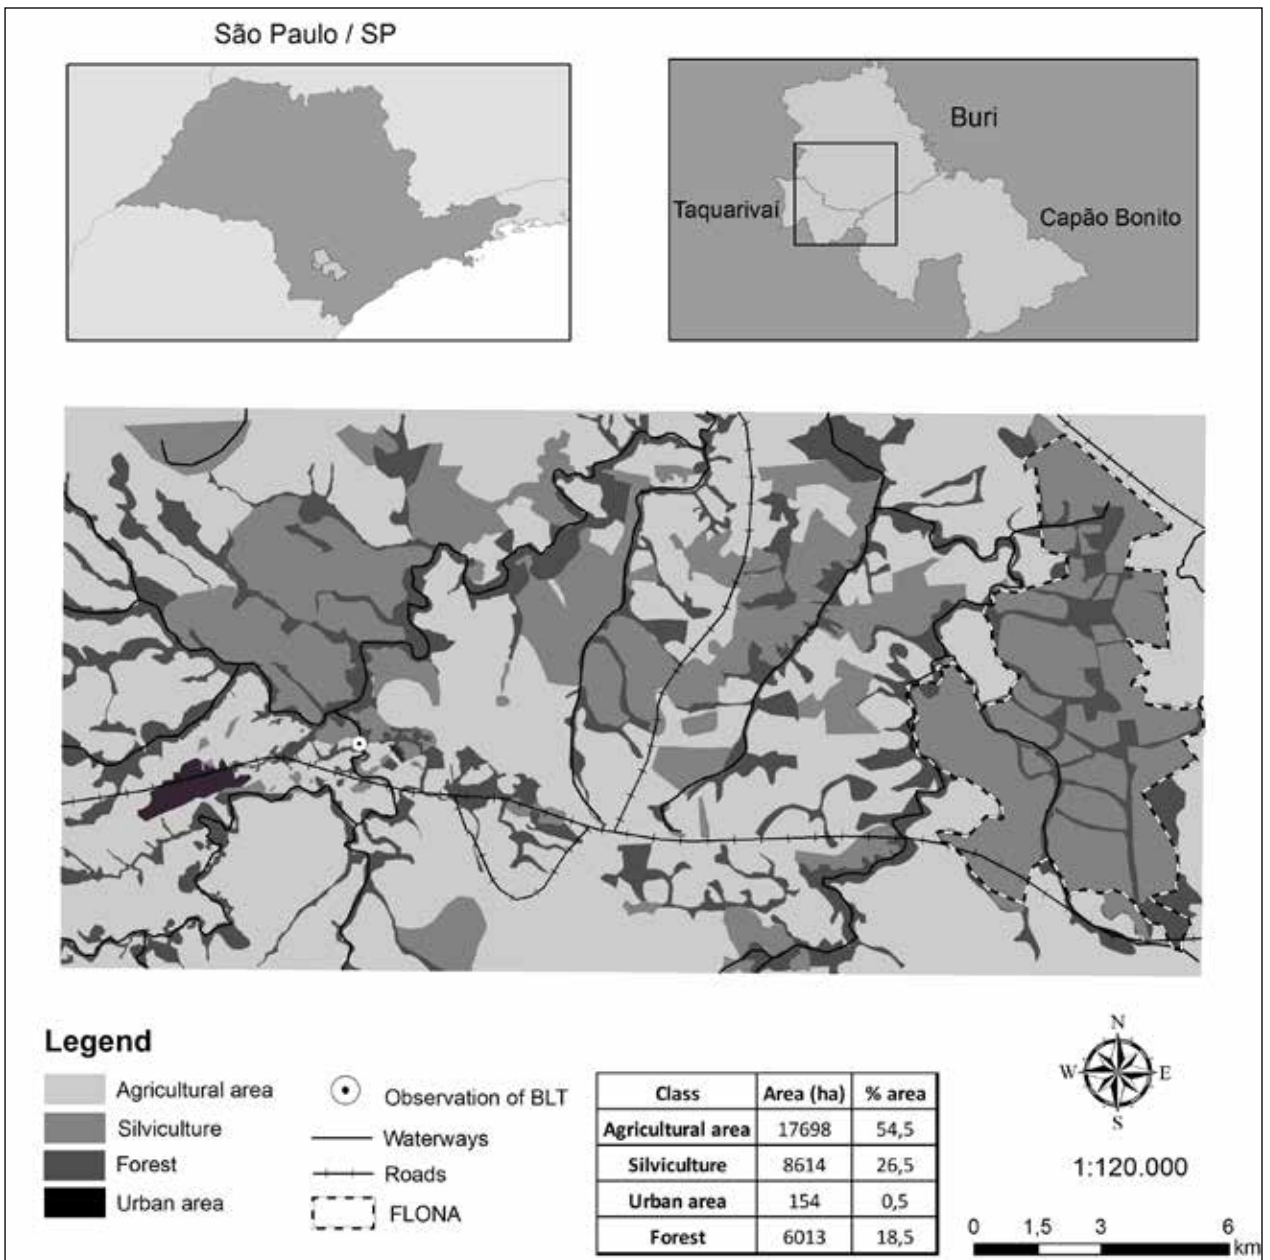 São Paulo / SP
Buri
Taquarivaí
Capão Bonito
Legend
Agricultural area
Silviculture
Forest
Urban area
Observation of BLT
Waterways
Roads
FLONA
Class Area (ha) % area
Agricultural area 17698 54,5
Silviculture 8614 26,5
Urban area 154 0,5
Forest 6013 18,5
N
W E
S
1:120.000
0 1,5 3 6
km